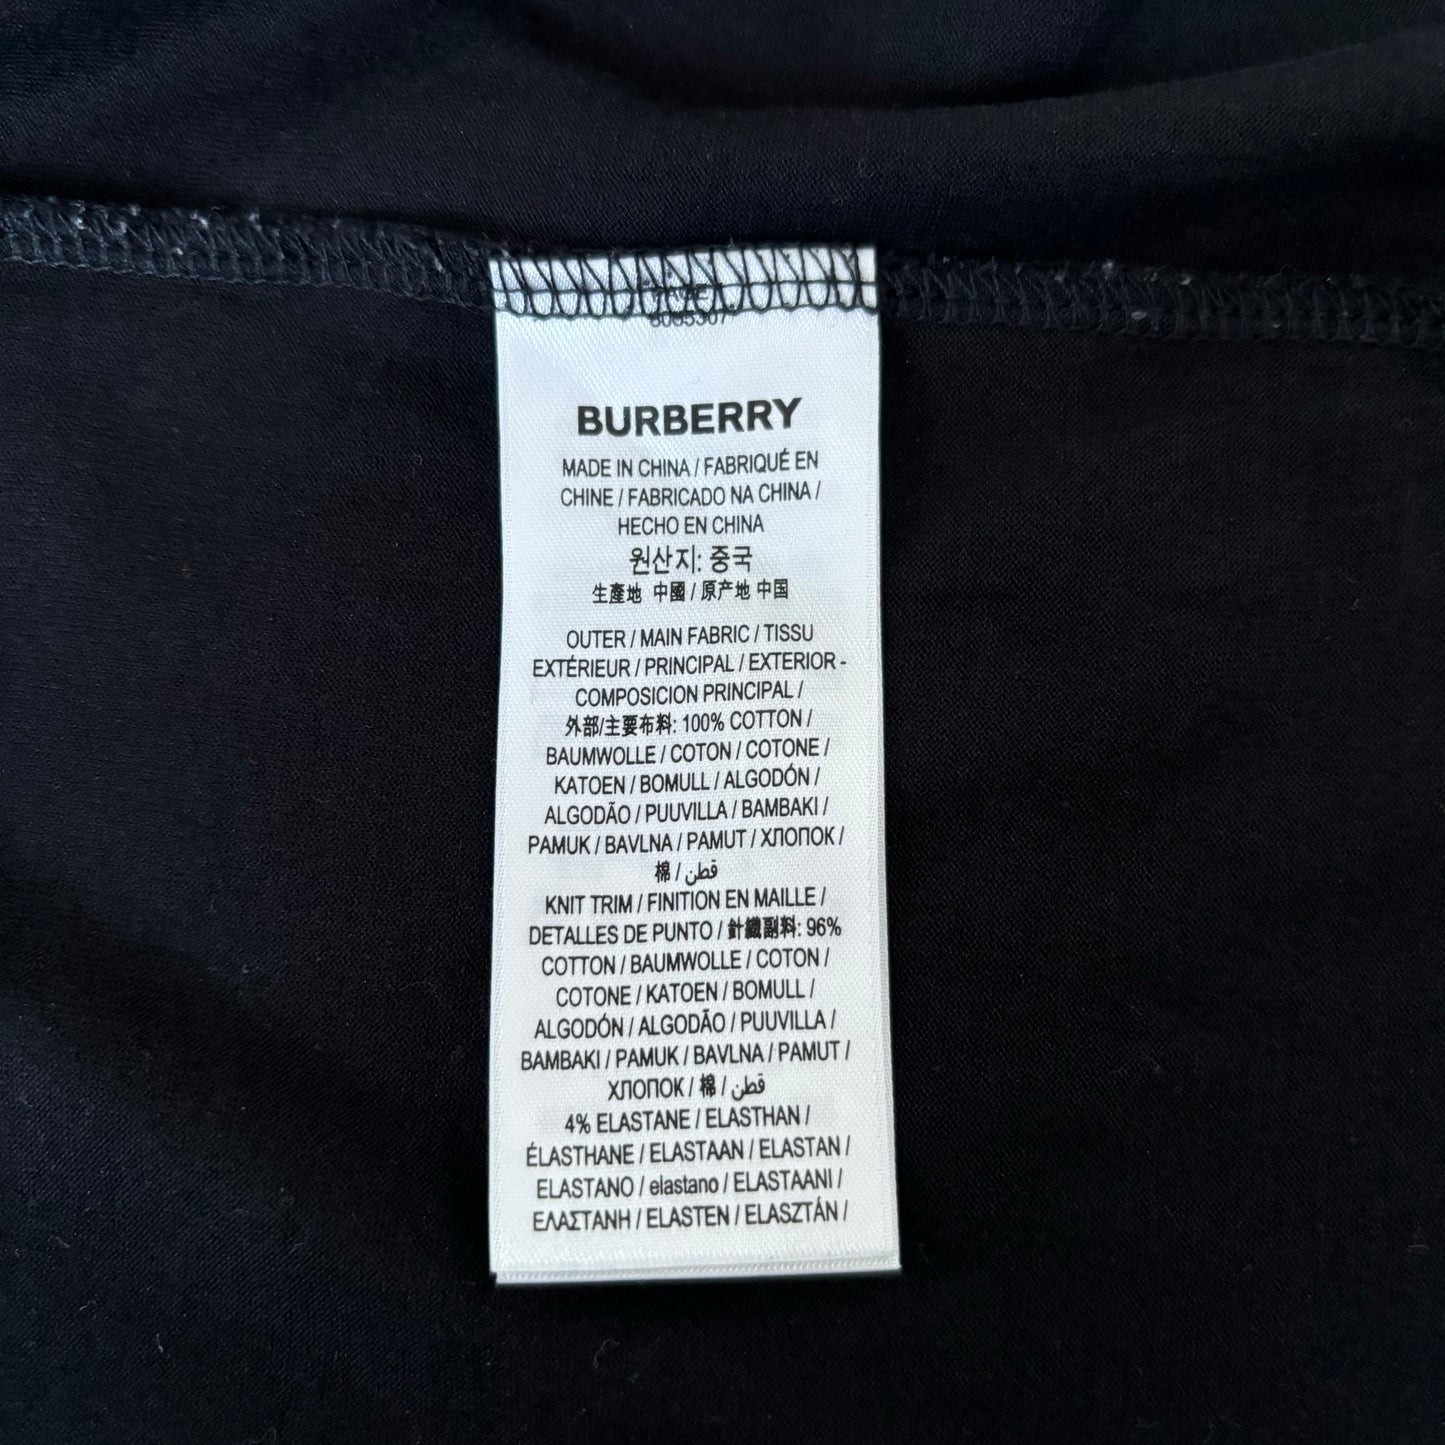 BURBERRY
MADE IN CHINA / FABRIQUÉ EN
CHINE / FABRICADO NA CHINA /
HECHO EN CHINA
원산지: 중국
生產地 中國 / 原产地 中国
OUTER / MAIN FABRIC / TISSU
EXTÉRIEUR / PRINCIPAL / EXTERIOR -
COMPOSICION PRINCIPAL /
外部/主要布料: 100% COTTON /
BAUMWOLLE / COTON / COTONE /
KATOEN / BOMULL / ALGODÓN /
ALGODÃO / PUUVILLA / BAMBAKI /
PAMUK / BAVLNA / PAMUT / ХЛОПОК /
棉 / قطن
KNIT TRIM / FINITION EN MAILLE /
DETALLES DE PUNTO / 針織副料: 96%
COTTON / BAUMWOLLE / COTON /
COTONE / KATOEN / BOMULL /
ALGODÓN / ALGODÃO / PUUVILLA /
BAMBAKI / PAMUK / BAVLNA / PAMUT /
ХЛОПОК / 棉 / قطن
4% ELASTANE / ELASTHAN /
ÉLASTHANE / ELASTAAN / ELASTAN /
ELASTANO / elastano / ELASTAANI /
ΕΛΑΣΤΑΝΗ / ELASTEN / ELASZTÁN /